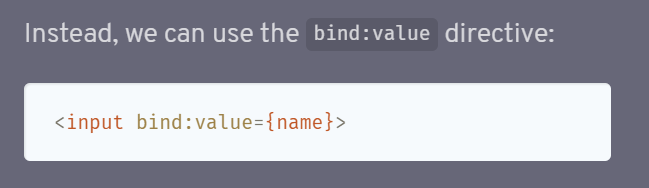 Instead, we can use the bind:value directive:
<input bind:value={name}>